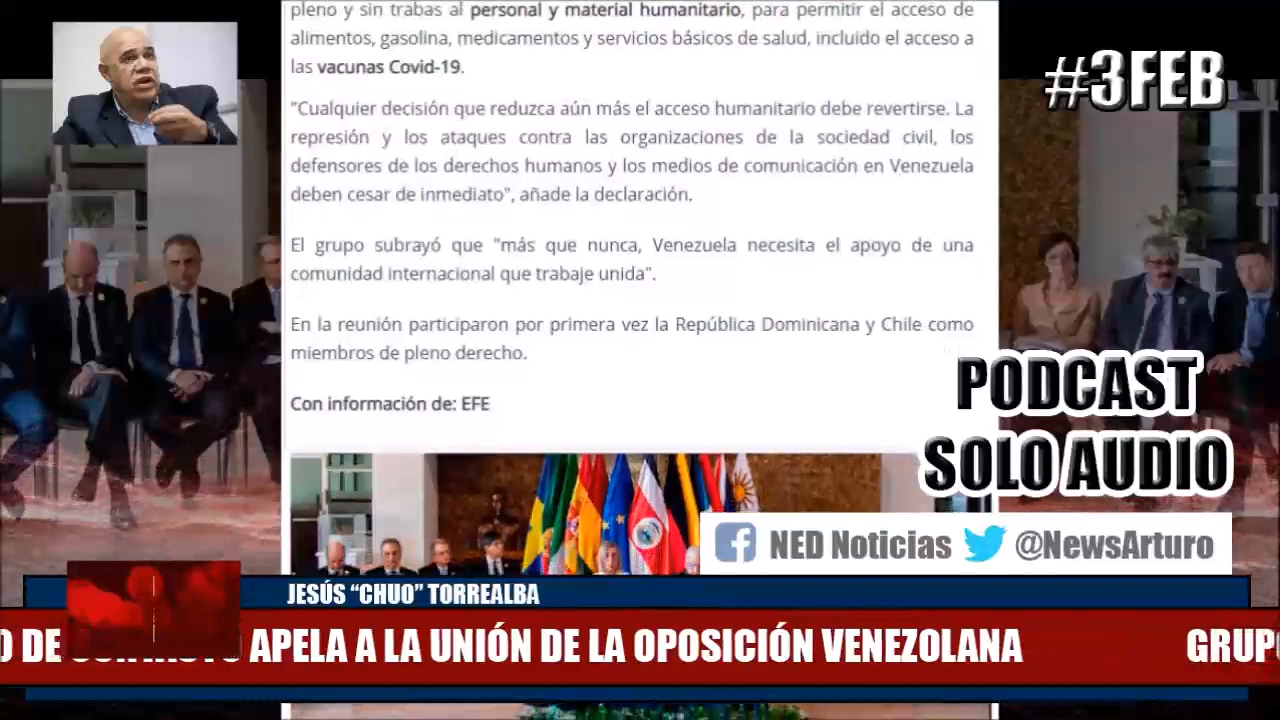 pleno y sin trabas al personal y material humanitario, para permitir el acceso de
alimentos, gasolina, medicamentos y servicios básicos de salud, incluido el acceso a
las vacunas Covid-19.
"Cualquier decisión que reduzca aún más el acceso humanitario debe revertirse. La
represión y los ataques contra las organizaciones de la sociedad civil, los
defensores de los derechos humanos y los medios de comunicación en Venezuela
deben cesar de inmediato", añade la declaración.
El grupo subrayó que "más que nunca, Venezuela necesita el apoyo de una
comunidad internacional que trabaje unida".
En la reunión participaron por primera vez la República Dominicana y Chile como
miembros de pleno derecho.
Con información de: EFE
#3FEB
PODCAST
SOLO AUDIO
NED Noticias @NewsArturo
JESÚS “CHUO” TORREALBA
O DE APELA A LA UNIÓN DE LA OPOSICIÓN VENEZOLANA GRUP